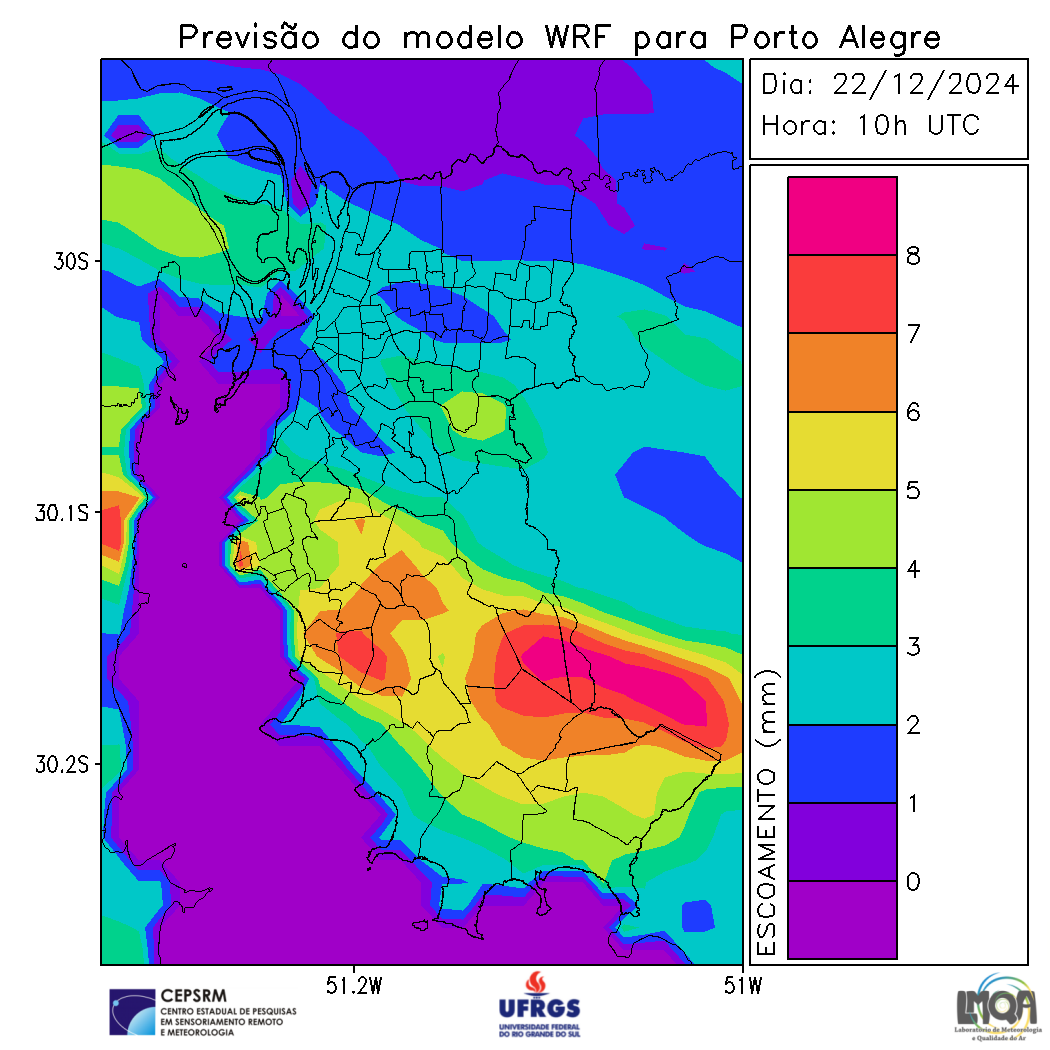 Previsão do modelo WRF para Porto Alegre
Dia: 22/12/2024
Hora: 10h UTC
30S
30.1S
30.2S
51.2W
51W
8
7
6
5
4
3
2
1
0
ESCOAMENTO (mm)
CEPSRM
CENTRO ESTADUAL DE PESQUISAS
EM SENSORIAMENTO REMOTO
E METEOROLOGIA
UFRGS
UNIVERSIDADE FEDERAL
DO RIO GRANDE DO SUL
LMQA
Laboratório de Meteorologia
e Qualidade do Ar